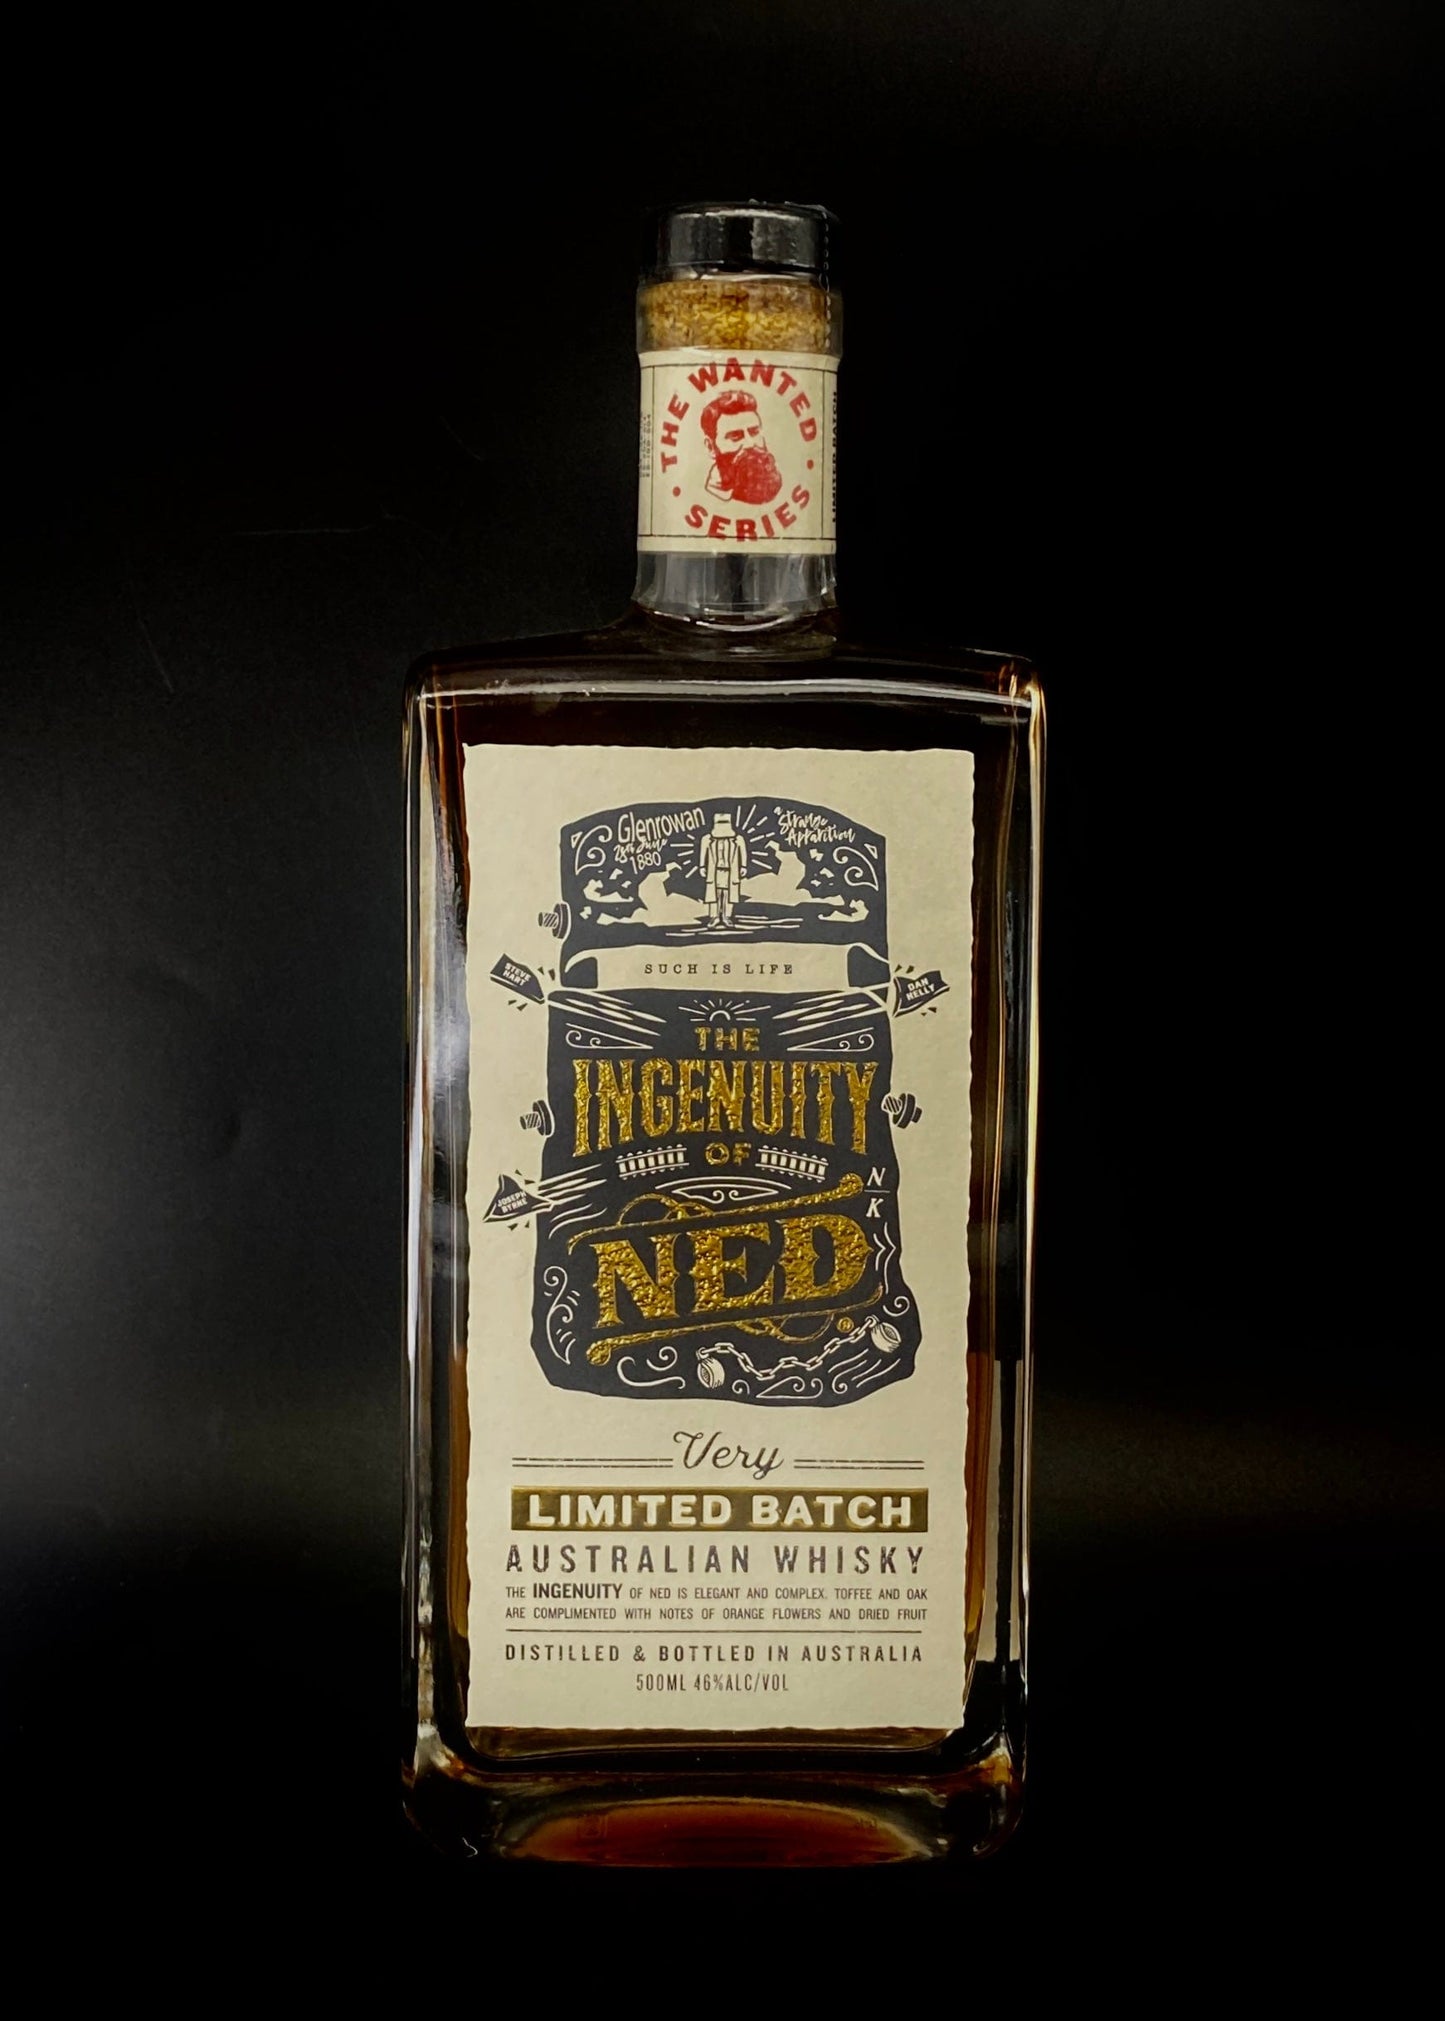 THE WANTED
SERIES
LIMITED BATCH
Glenrowan
28th June
1880
a
Strange
Apparition
SUCH IS LIFE
STEVE
HART
DAN
KELLY
THE
INGENUITY
OF
N
K
JOSEPH
BYRNE
NED
®
Very
LIMITED BATCH
AUSTRALIAN WHISKY
THE INGENUITY OF NED IS ELEGANT AND COMPLEX. TOFFEE AND OAK
ARE COMPLIMENTED WITH NOTES OF ORANGE FLOWERS AND DRIED FRUIT
DISTILLED & BOTTLED IN AUSTRALIA
500ML 46%ALC/VOL